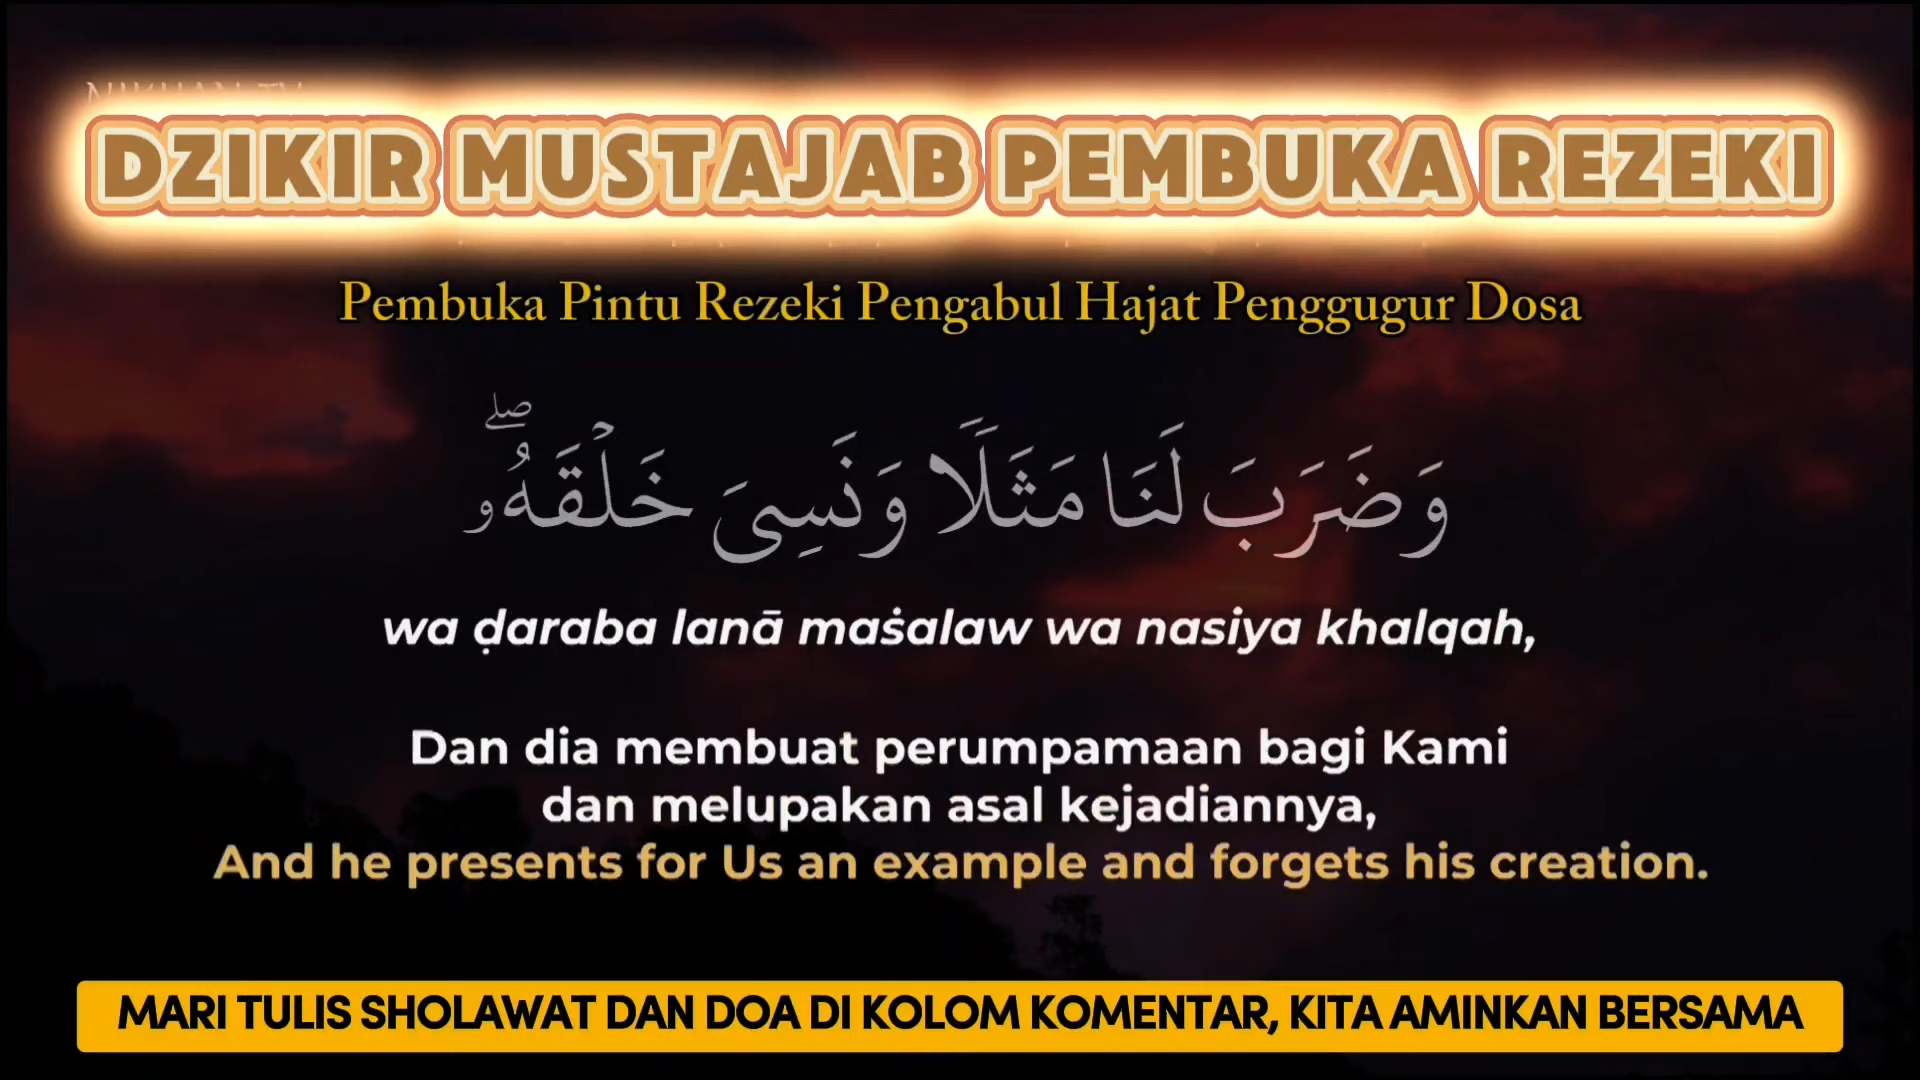 DZIKIR MUSTAJAB PEMBUKA REZEKI
Pembuka Pintu Rezeki Pengabul Hajat Penggugur Dosa
وَضَرَبَ لَنَا مَثَلًا وَنَسِىَ خَلْقَهُۥ ۖ
wa ḍaraba lanā maṡalaw wa nasiya khalqah,
Dan dia membuat perumpamaan bagi Kami
dan melupakan asal kejadiannya,
And he presents for Us an example and forgets his creation.
MARI TULIS SHOLAWAT DAN DOA DI KOLOM KOMENTAR, KITA AMINKAN BERSAMA